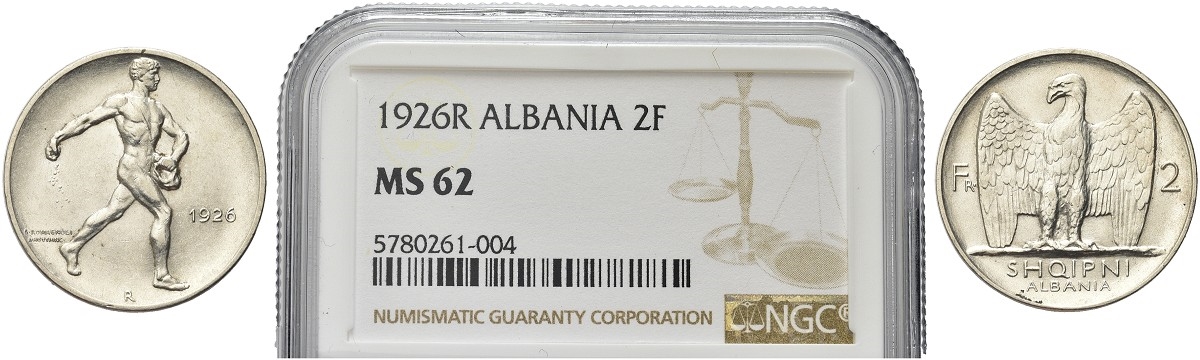 1926
R
1926R ALBANIA 2F
MS 62
5780261-004
NUMISMATIC GUARANTY CORPORATION
NGC®
FR. 2
SHQIPNI
ALBANIA